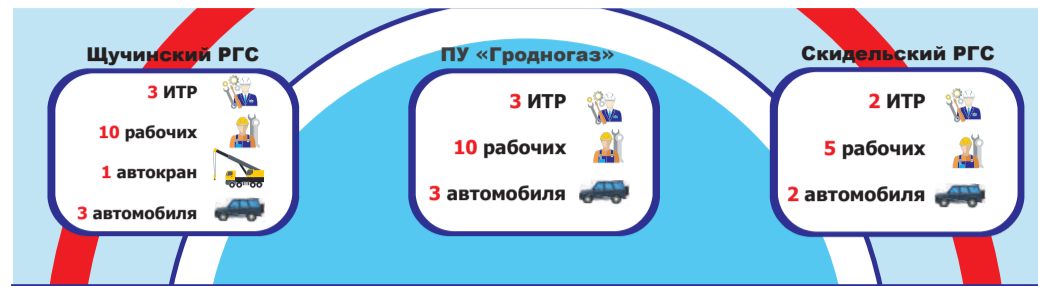 Щучинский РГС
3 ИТР
10 рабочих
1 автокран
3 автомобиля
ПУ «Гродногаз»
3 ИТР
10 рабочих
3 автомобиля
Скидельский РГС
2 ИТР
5 рабочих
2 автомобиля